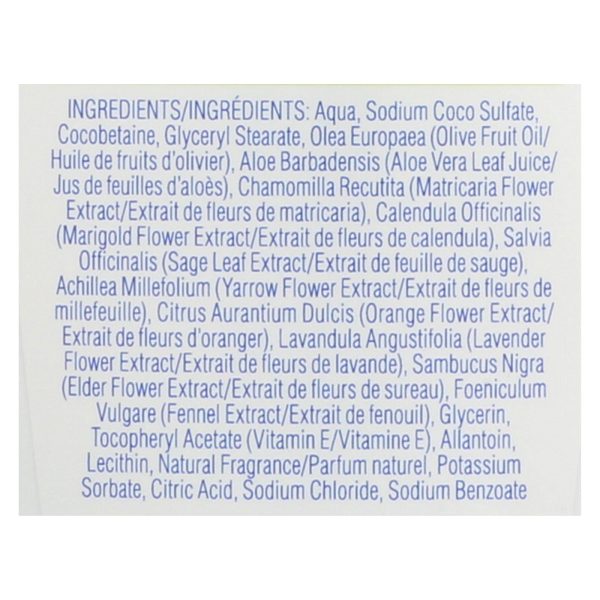 INGREDIENTS/INGRÉDIENTS: Aqua, Sodium Coco Sulfate,
Cocobetaine, Glyceryl Stearate, Olea Europaea (Olive Fruit Oil/
Huile de fruits d'olivier), Aloe Barbadensis (Aloe Vera Leaf Juice/
Jus de feuilles d'aloès), Chamomilla Recutita (Matricaria Flower
Extract/Extrait de fleurs de matricaria), Calendula Officinalis
(Marigold Flower Extract/Extrait de fleurs de calendula), Salvia
Officinalis (Sage Leaf Extract/Extrait de feuille de sauge),
Achillea Millefolium (Yarrow Flower Extract/Extrait de fleurs de
millefeuille), Citrus Aurantium Dulcis (Orange Flower Extract/
Extrait de fleurs d'oranger), Lavandula Angustifolia (Lavender
Flower Extract/Extrait de fleurs de lavande), Sambucus Nigra
(Elder Flower Extract/Extrait de fleurs de sureau), Foeniculum
Vulgare (Fennel Extract/Extrait de fenouil), Glycerin,
Tocopheryl Acetate (Vitamin E/Vitamine E), Allantoin,
Lecithin, Natural Fragrance/Parfum naturel, Potassium
Sorbate, Citric Acid, Sodium Chloride, Sodium Benzoate